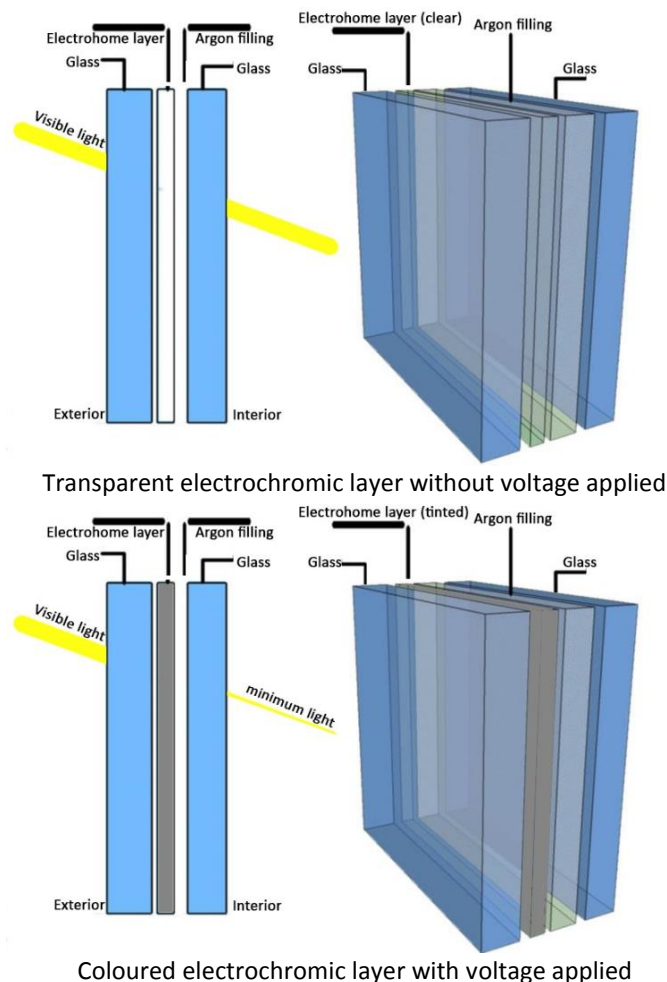 Electrohome layer
Argon filling
Glass
Glass
Visible light
Exterior
Interior
Electrohome layer (clear)
Argon filling
Glass
Glass
Transparent electrochromic layer without voltage applied
Electrohome layer
Argon filling
Glass
Glass
Visible light
minimum light
Exterior
Interior
Electrohome layer (tinted)
Argon filling
Glass
Glass
Coloured electrochromic layer with voltage applied